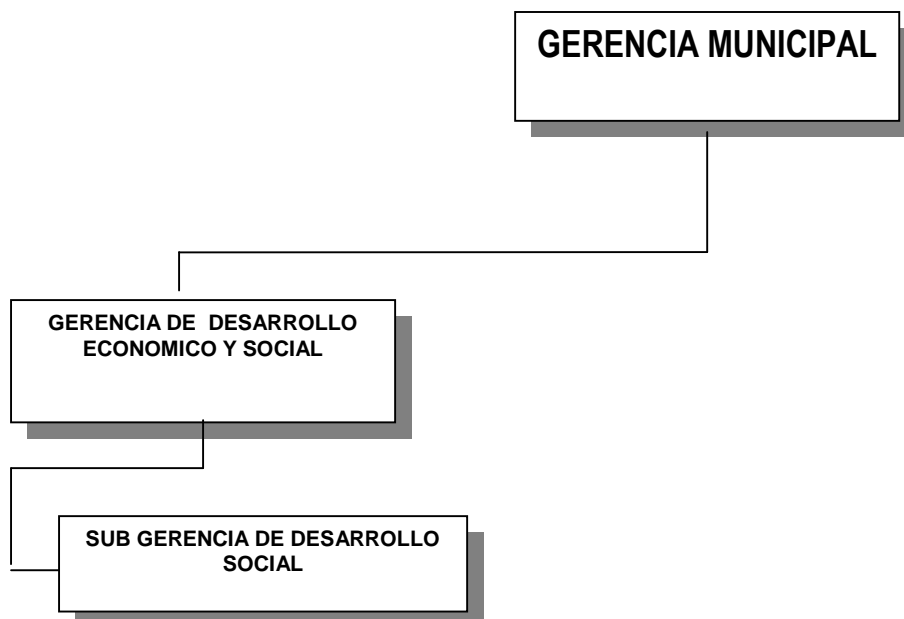 GERENCIA MUNICIPAL
GERENCIA DE DESARROLLO
ECONOMICO Y SOCIAL
SUB GERENCIA DE DESARROLLO
SOCIAL